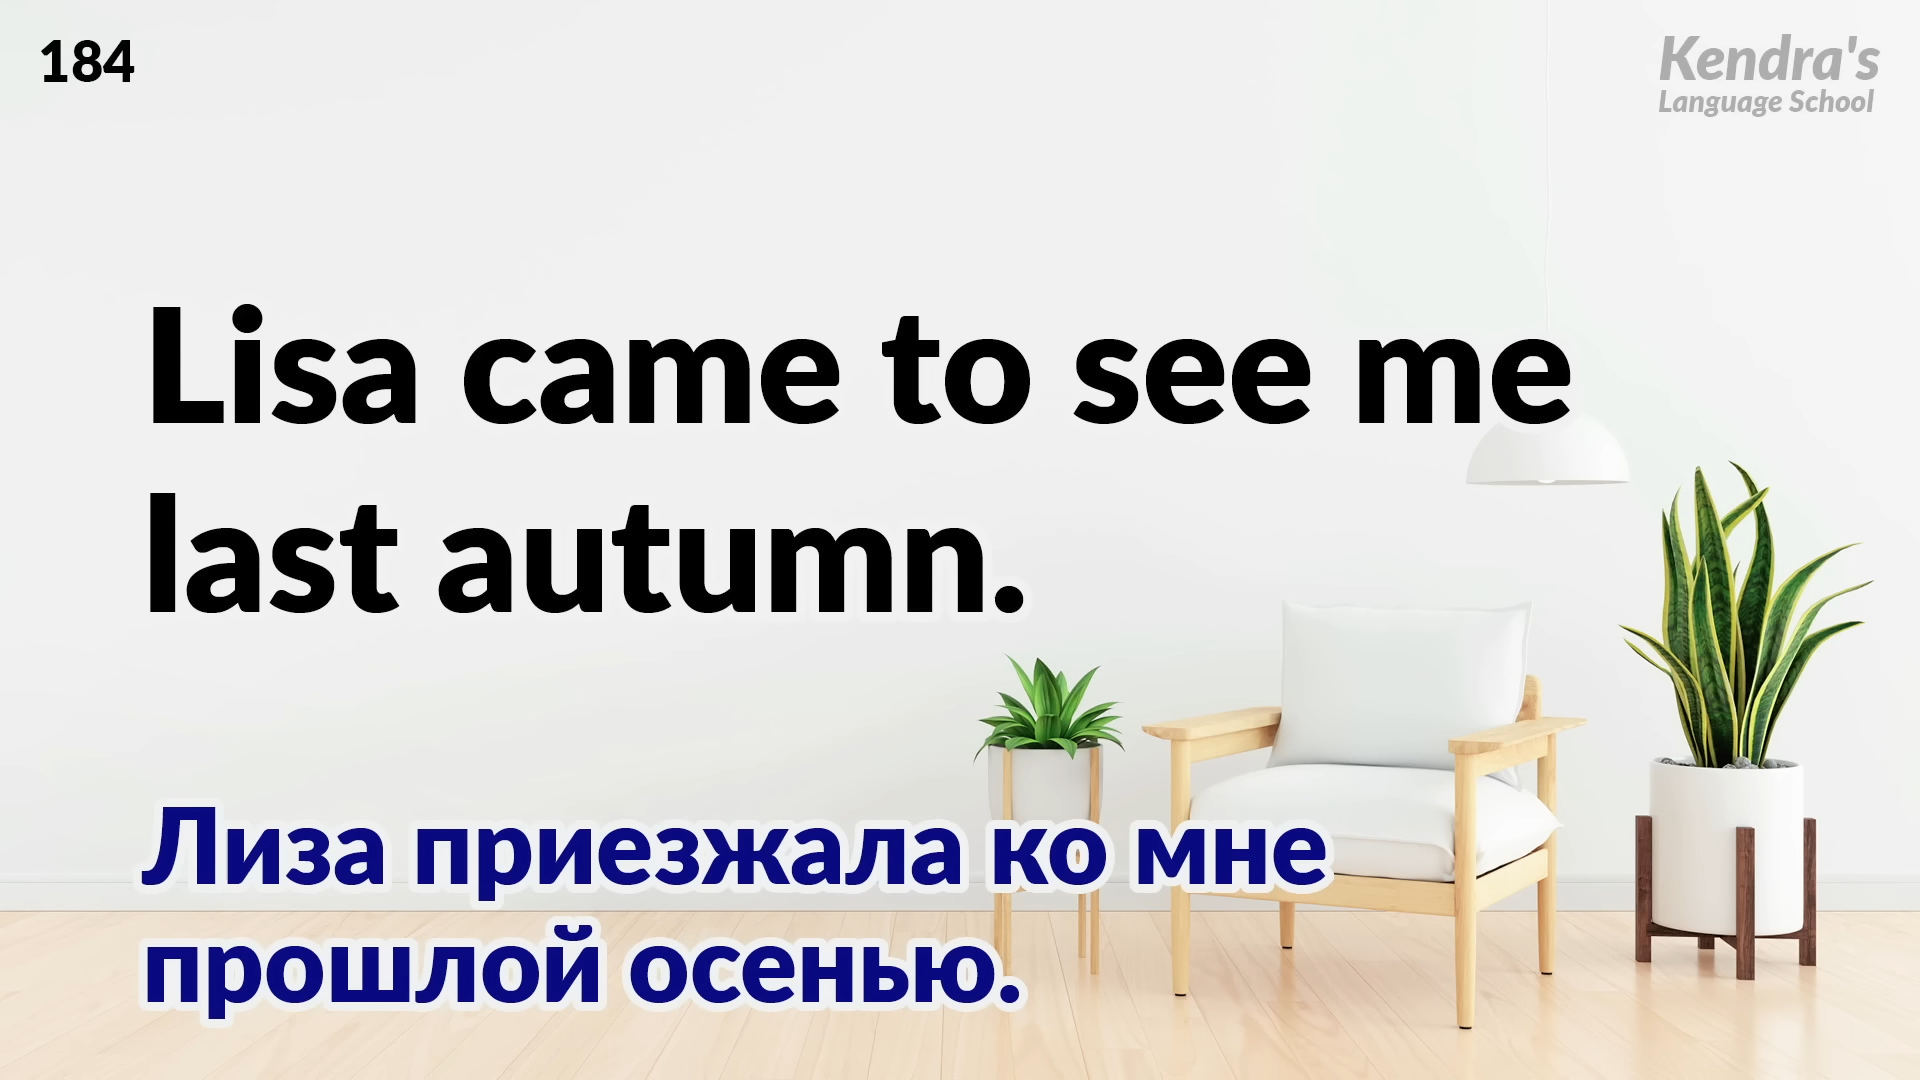 184
Kendra's
Language School
Lisa came to see me
last autumn.
Лиза приезжала ко мне
прошлой осенью.